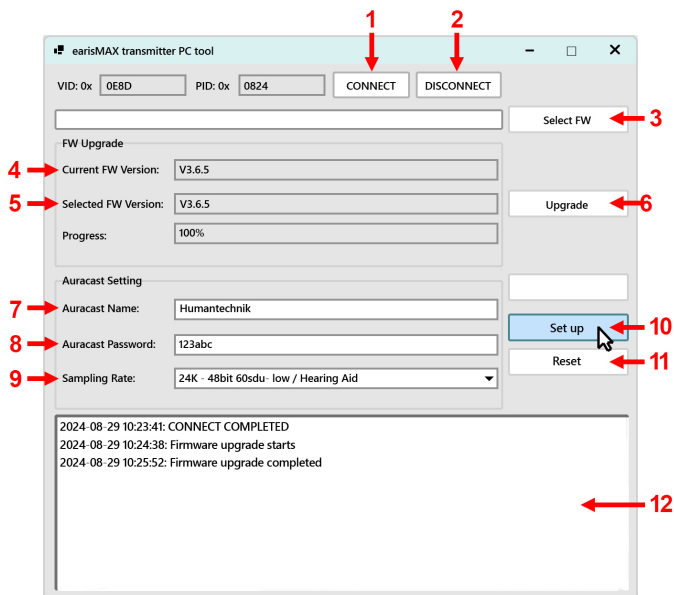 1 2
earisMAX transmitter PC tool
VID: 0x 0E8D PID: 0x 0824 CONNECT DISCONNECT
Select FW 3
FW Upgrade
4 Current FW Version: V3.6.5
5 Selected FW Version: V3.6.5 Upgrade 6
Progress: 100%
Auracast Setting
7 Auracast Name: Humantechnik
Set up 10
8 Auracast Password: 123abc
Reset 11
9 Sampling Rate: 24K - 48bit 60sdu- low / Hearing Aid
2024-08-29 10:23:41: CONNECT COMPLETED
2024-08-29 10:24:38: Firmware upgrade starts
2024-08-29 10:25:52: Firmware upgrade completed
12